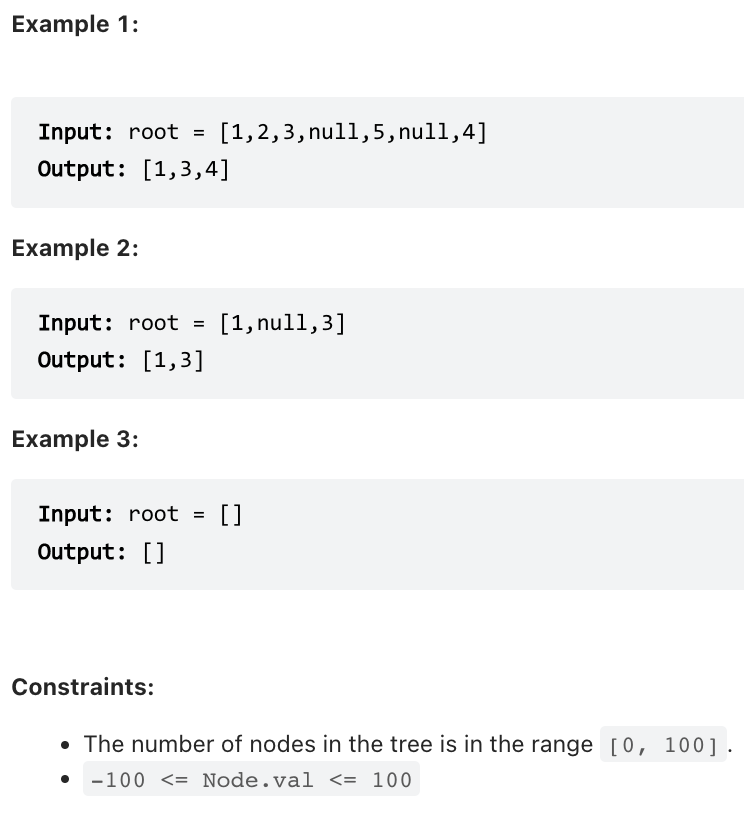 Example 1:
Input: root = [1,2,3,null,5,null,4]
Output: [1,3,4]
Example 2:
Input: root = [1,null,3]
Output: [1,3]
Example 3:
Input: root = []
Output: []
Constraints:
• The number of nodes in the tree is in the range [0, 100].
• -100 <= Node.val <= 100